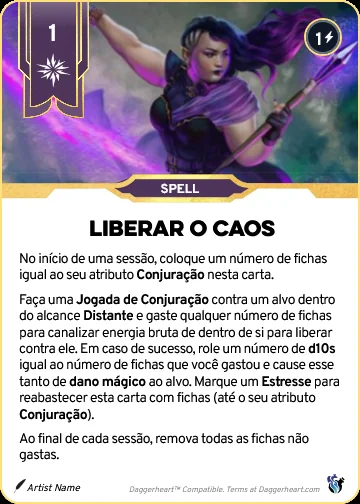 1
1
SPELL
LIBERAR O CAOS
No início de uma sessão, coloque um número de fichas
igual ao seu atributo Conjuração nesta carta.
Faça uma Jogada de Conjuração contra um alvo dentro
do alcance Distante e gaste qualquer número de fichas
para canalizar energia bruta de dentro de si para liberar
contra ele. Em caso de sucesso, role um número de d10s
igual ao número de fichas que você gastou e cause esse
tanto de dano mágico ao alvo. Marque um Estresse para
reabastecer esta carta com fichas (até o seu atributo
Conjuração).
Ao final de cada sessão, remova todas as fichas não
gastas.
Artist Name
Daggerheart™ Compatible. Terms at Daggerheart.com